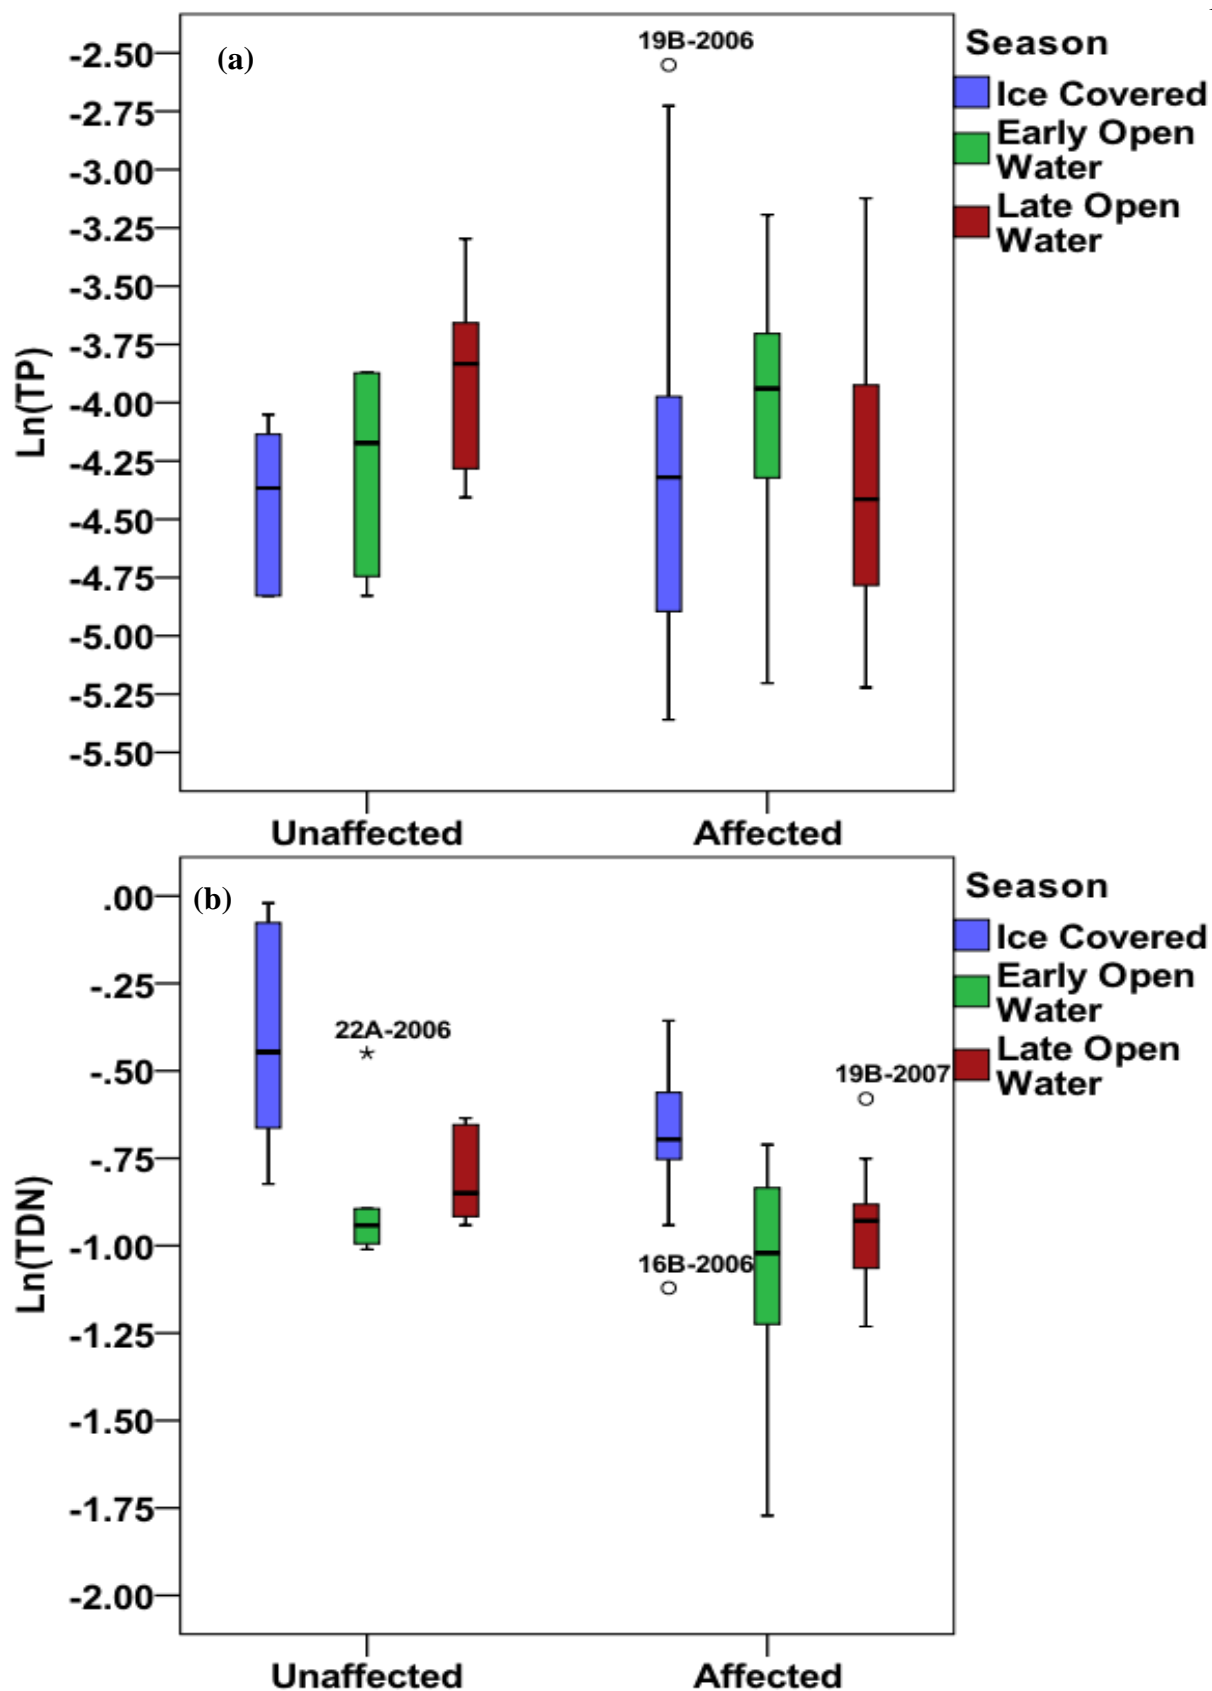 (a)
19B-2006
Season
Ice Covered
Early Open
Water
Late Open
Water
Ln(TP)
-2.50
-2.75
-3.00
-3.25
-3.50
-3.75
-4.00
-4.25
-4.50
-4.75
-5.00
-5.25
-5.50
Unaffected
Affected
(b)
Season
Ice Covered
Early Open
Water
Late Open
Water
22A-2006
19B-2007
16B-2006
Ln(TDN)
.00
-.25
-.50
-.75
-1.00
-1.25
-1.50
-1.75
-2.00
Unaffected
Affected